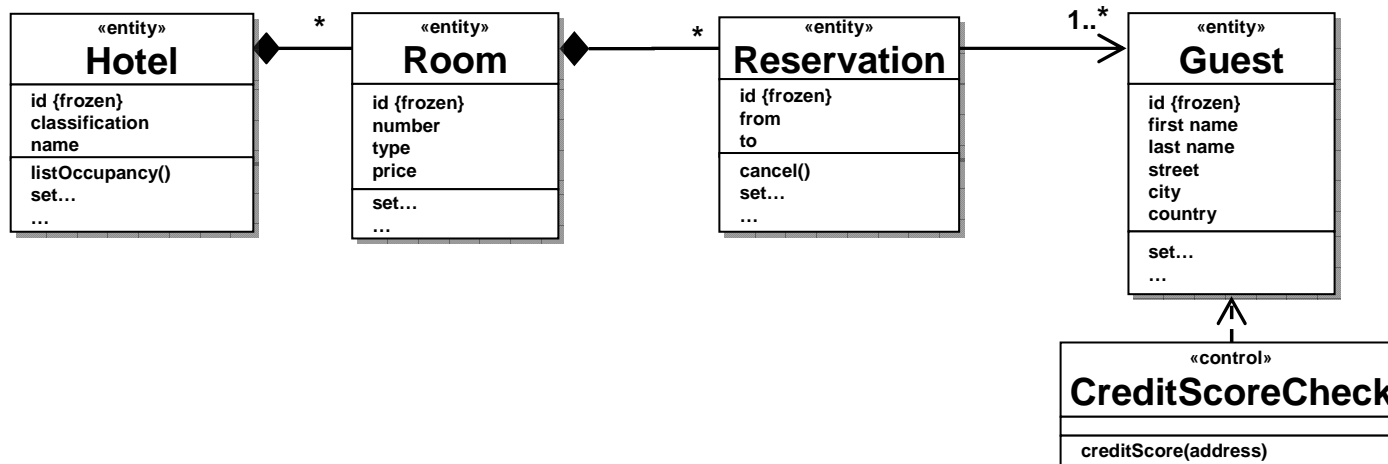 «entity»
Hotel
id {frozen}
classification
name
listOccupancy()
set…
…
*
«entity»
Room
id {frozen}
number
type
price
set…
…
*
«entity»
Reservation
id {frozen}
from
to
cancel()
set…
…
1..*
«entity»
Guest
id {frozen}
first name
last name
street
city
country
set…
…
«control»
CreditScoreCheck
creditScore(address)